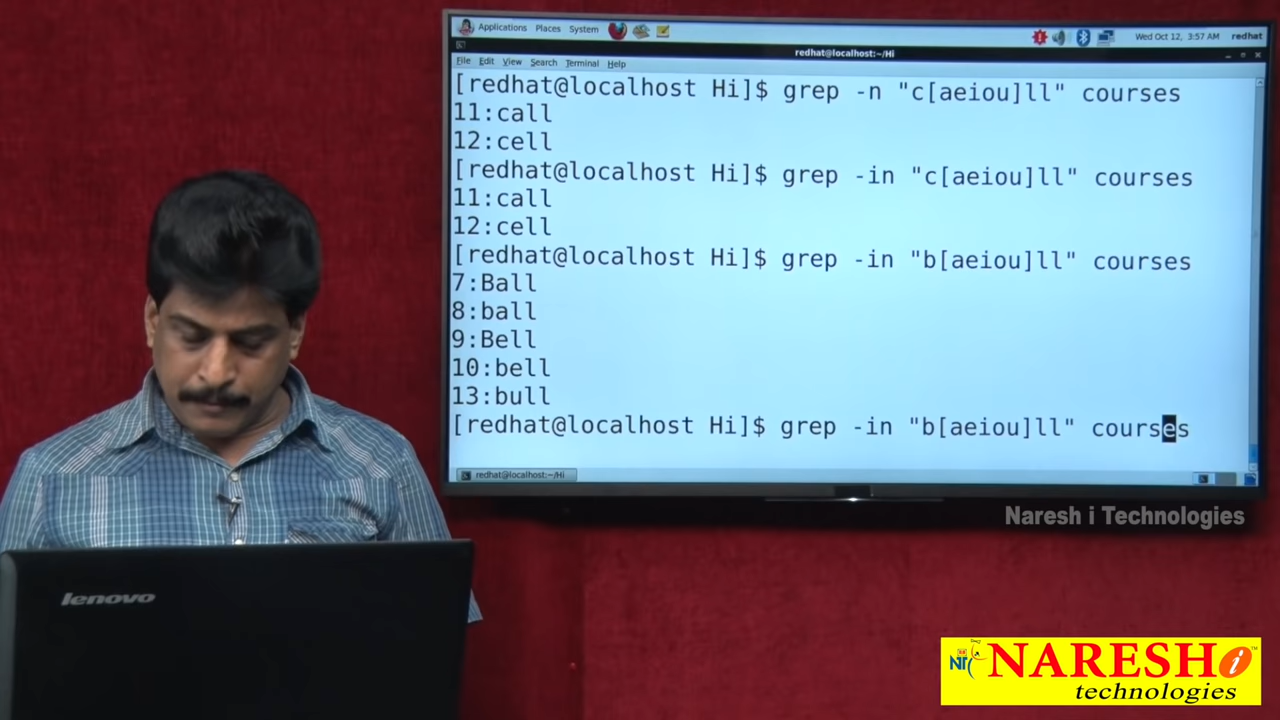 Applications Places System
Wed Oct 12, 3:57 AM redhat
redhat@localhost:~/Hi
File Edit View Search Terminal Help
[redhat@localhost Hi]$ grep -n "c[aeiou]ll" courses
11:call
12:cell
[redhat@localhost Hi]$ grep -in "c[aeiou]ll" courses
11:call
12:cell
[redhat@localhost Hi]$ grep -in "b[aeiou]ll" courses
7:Ball
8:ball
9:Bell
10:bell
13:bull
[redhat@localhost Hi]$ grep -in "b[aeiou]ll" courses
redhat@localhost:~/Hi
Naresh i Technologies
lenovo
NARESH i
technologies